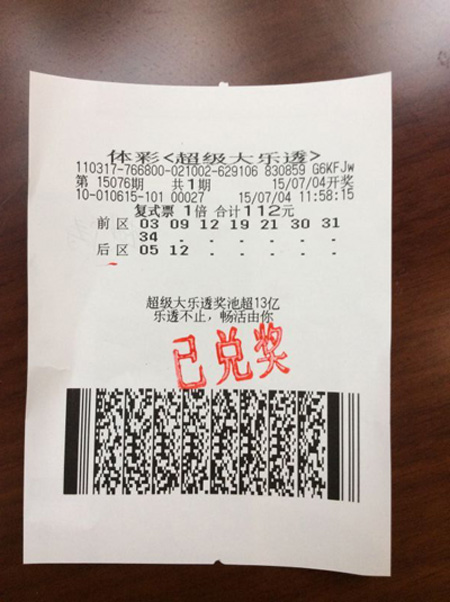 体彩<超级大乐透>
110317-766800-021002-629106 830859 G6KFJw
第 15076期 共1期 15/07/04开奖
10-010615-101 00027 15/07/04 11:58:15
复式票 1倍 合计112元
前区 03 09 12 19 21 30 31
34 . . . . . .
后区 05 12 . . . . .
超级大乐透奖池超13亿
乐透不止，畅活由你
已兑奖